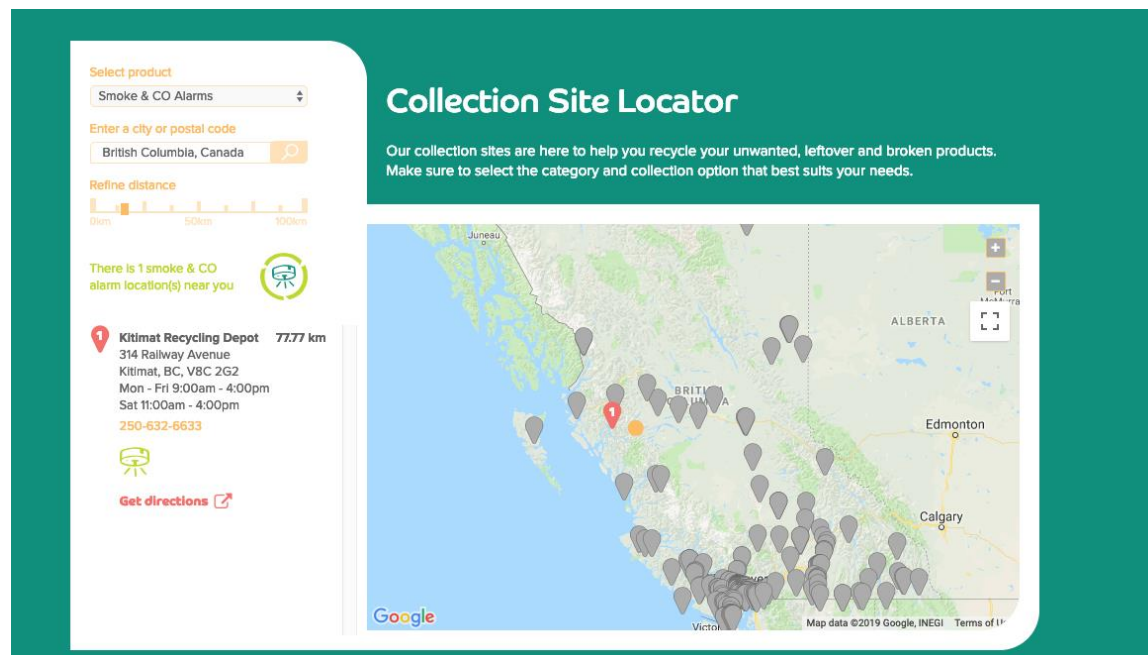 Select product
Smoke & CO Alarms
Enter a city or postal code
British Columbia, Canada
Refine distance
0km 50km 100km
There is 1 smoke & CO
alarm location(s) near you
1 Kitimat Recycling Depot 77.77 km
314 Railway Avenue
Kitimat, BC, V8C 2G2
Mon - Fri 9:00am - 4:00pm
Sat 11:00am - 4:00pm
250-632-6633
Get directions
Collection Site Locator
Our collection sites are here to help you recycle your unwanted, leftover and broken products.
Make sure to select the category and collection option that best suits your needs.
Juneau
+
-
Fort
ALBERTA
1
Edmonton
Calgary
Google
Map data ©2019 Google, INEGI Terms of